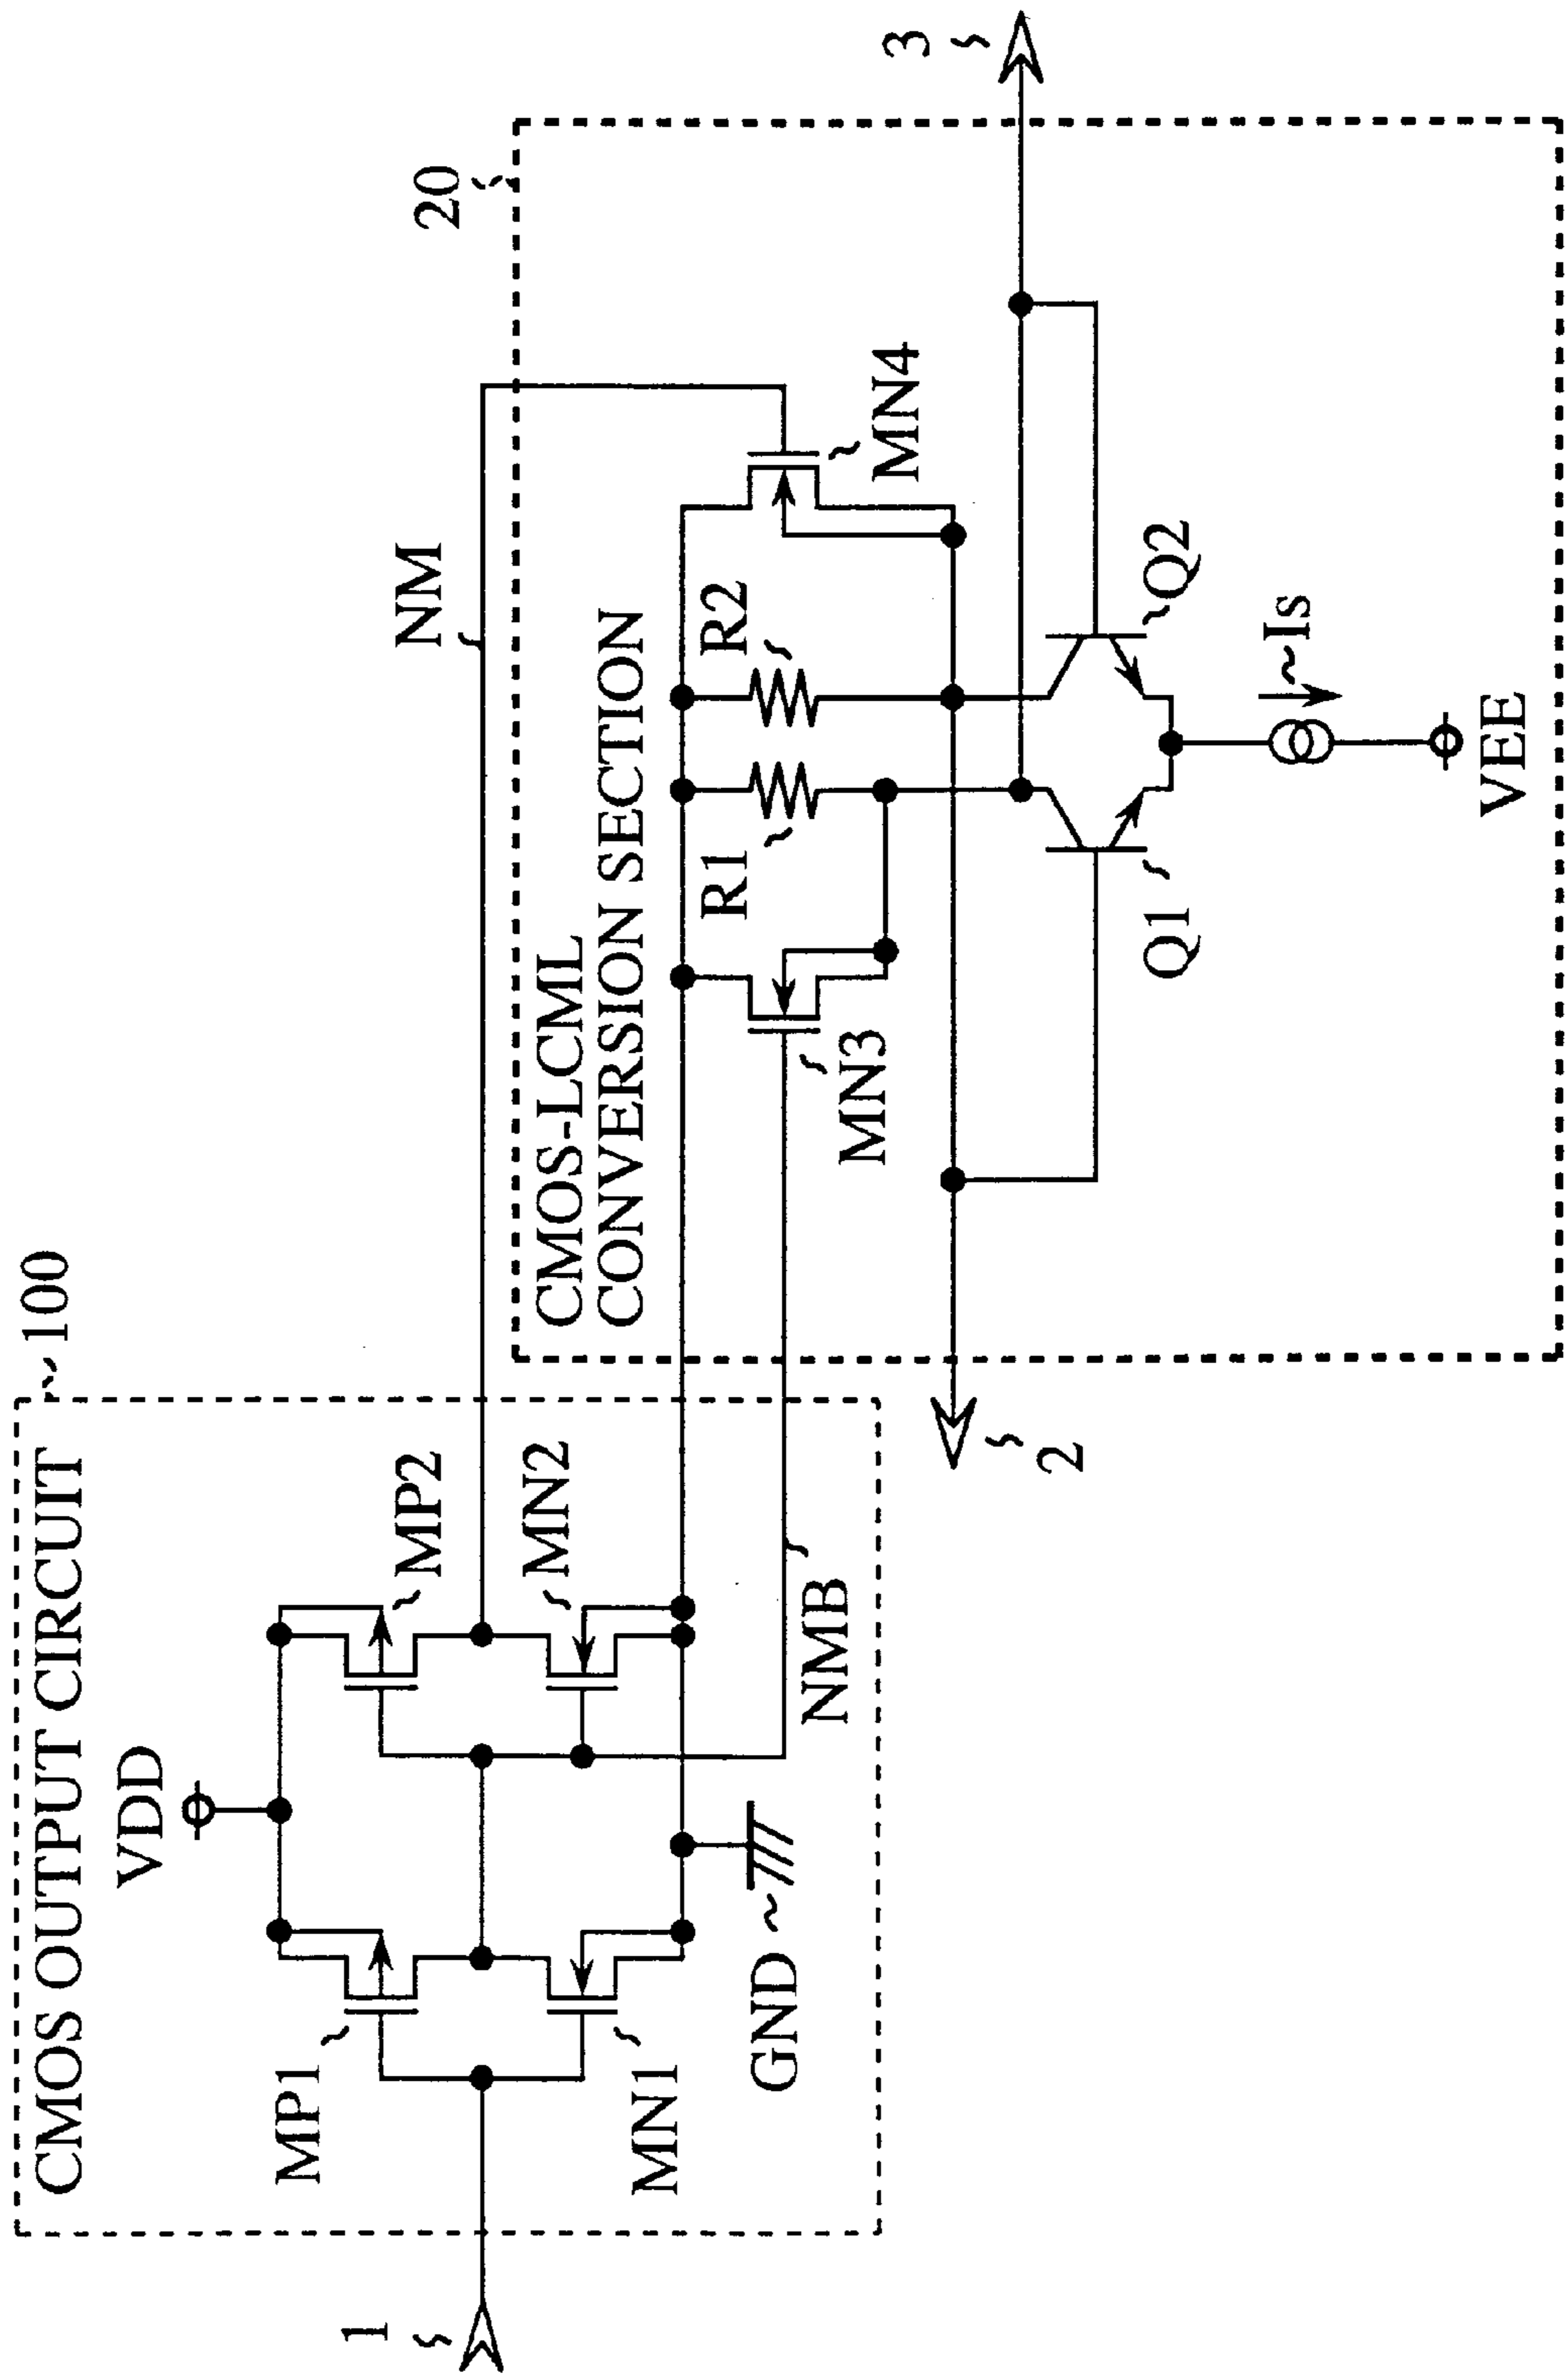 CMOS OUTPUT CIRCUIT
100
VDD
MP1
MP2
MN1
MN2
GND
NMB
1
NM
20
CMOS-LCML
CONVERSION SECTION
R1
R2
MN3
MN4
2
3
Q1
Q2
Is
VEE